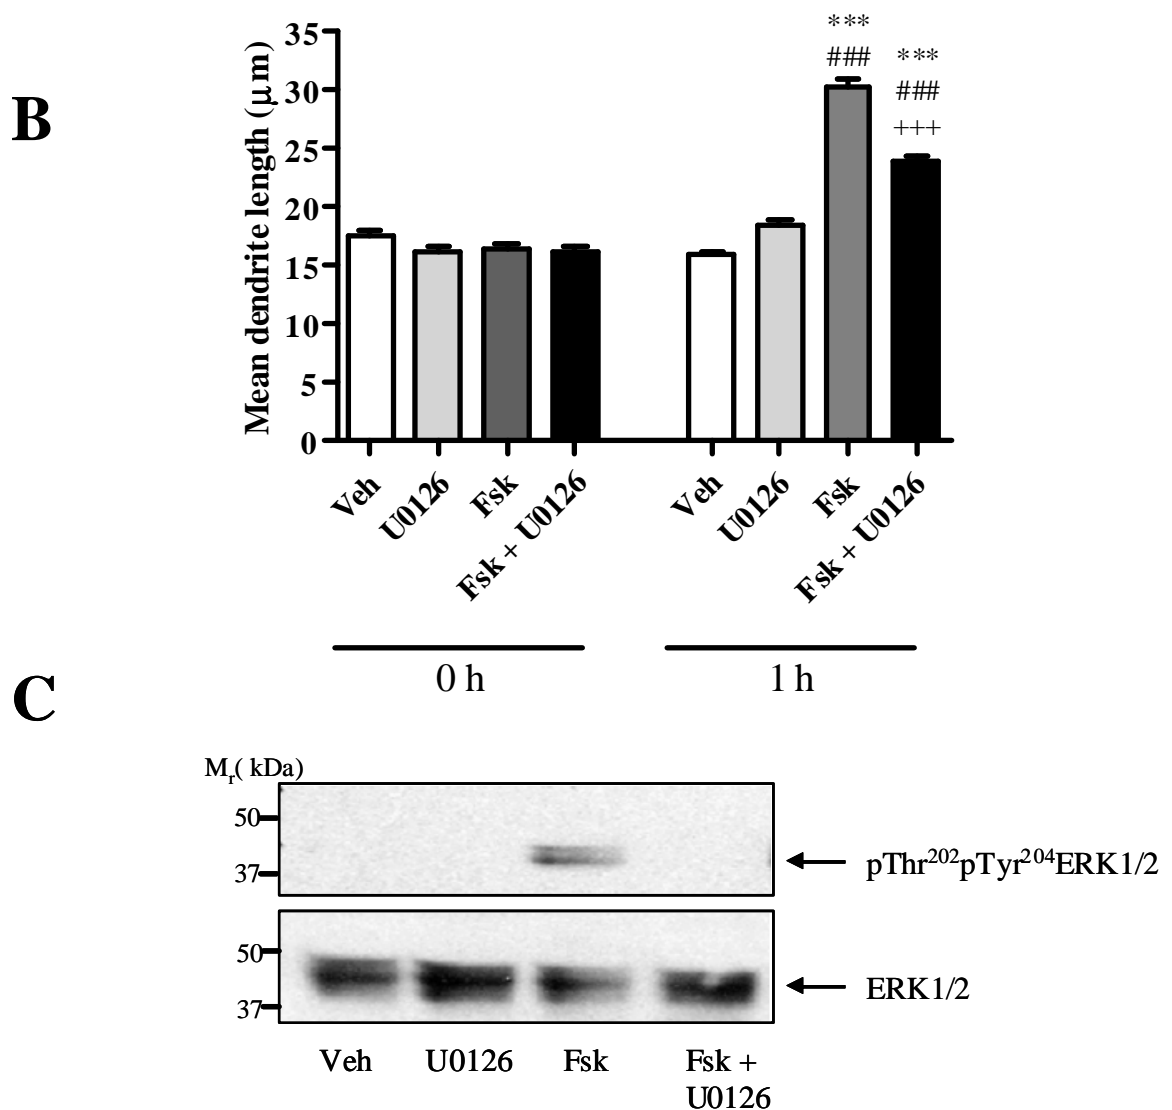 B
Mean dendrite length (μm)
35
30
25
20
15
10
5
0
***
###
***
###
+++
Veh
U0126
Fsk
Fsk + U0126
Veh
U0126
Fsk
Fsk + U0126
0 h
1 h
C
Mr( kDa)
50
37
pThr202pTyr204ERK1/2
50
37
ERK1/2
Veh
U0126
Fsk
Fsk +
U0126